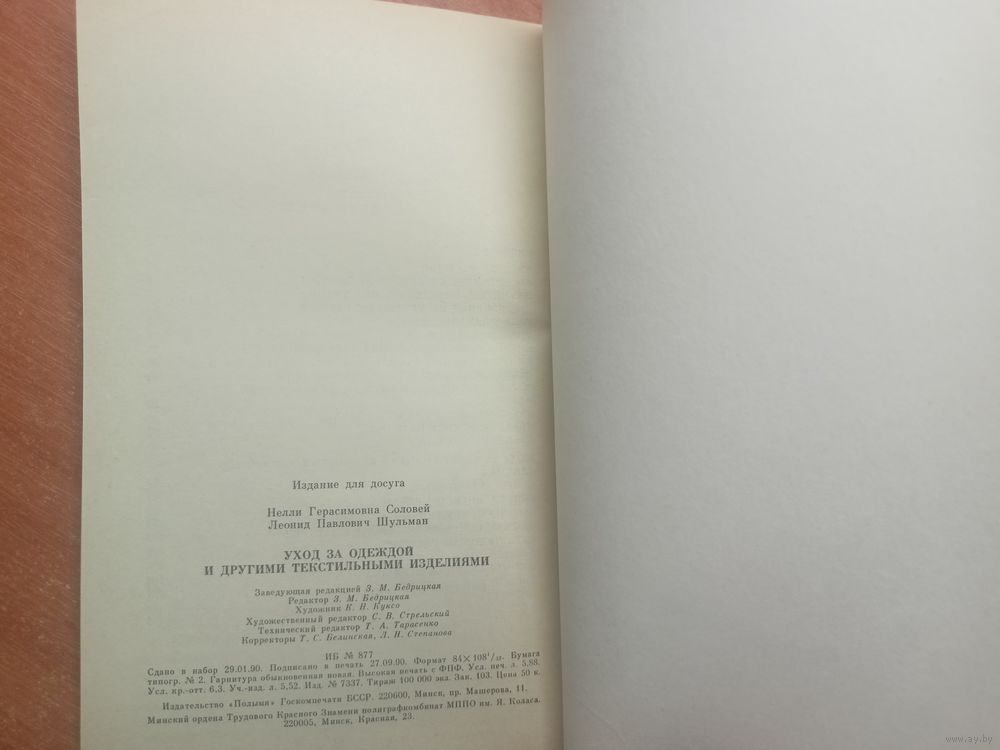 Издание для досуга
Нелли Герасимовна Соловей
Леонид Павлович Шульман
УХОД ЗА ОДЕЖДОЙ
И ДРУГИМИ ТЕКСТИЛЬНЫМИ ИЗДЕЛИЯМИ
Заведующая редакцией З. М. Бедрицкая
Редактор З. М. Бедрицкая
Художник К. Н. Куксо
Художественный редактор С. В. Стрельский
Технический редактор Т. А. Тарасенко
Корректоры Т. С. Белинская, Л. Н. Степанова
ИБ № 877
Сдано в набор 29.01.90. Подписано в печать 27.09.90. Формат 84×108¹/₃₂. Бумага
типогр. № 2. Гарнитура обыкновенная новая. Высокая печать с ФПФ. Усл. печ. л. 5,88.
Усл. кр.-отт. 6,3. Уч.-изд. л. 5,52. Изд. № 7337. Тираж 100 000 экз. Зак. 103. Цена 50 к.
Издательство «Полымя» Госкомпечати БССР. 220600, Минск, пр. Машерова, 11.
Минский ордена Трудового Красного Знамени полиграфкомбинат МППО им. Я. Коласа.
220005, Минск, Красная, 23.
www.ay.by